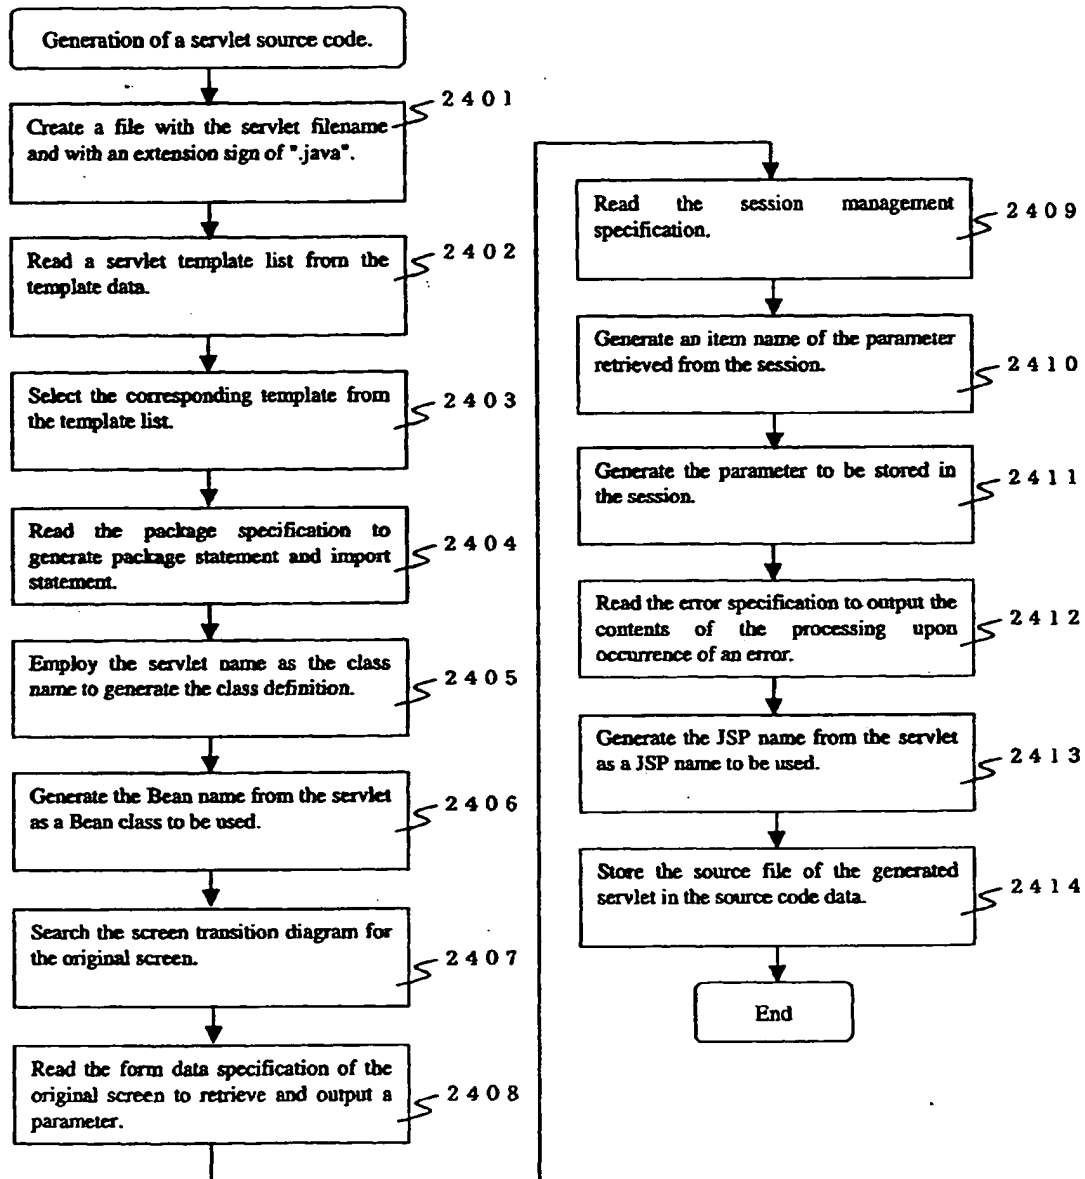 Generation of a servlet source code.
2401
Create a file with the servlet filename
and with an extension sign of ".java".
2402
Read a servlet template list from the
template data.
2403
Select the corresponding template from
the template list.
2404
Read the package specification to
generate package statement and import
statement.
2405
Employ the servlet name as the class
name to generate the class definition.
2406
Generate the Bean name from the servlet
as a Bean class to be used.
2407
Search the screen transition diagram for
the original screen.
2408
Read the form data specification of the
original screen to retrieve and output a
parameter.
2409
Read the session management
specification.
2410
Generate an item name of the parameter
retrieved from the session.
2411
Generate the parameter to be stored in
the session.
2412
Read the error specification to output the
contents of the processing upon
occurrence of an error.
2413
Generate the JSP name from the servlet
as a JSP name to be used.
2414
Store the source file of the generated
servlet in the source code data.
End